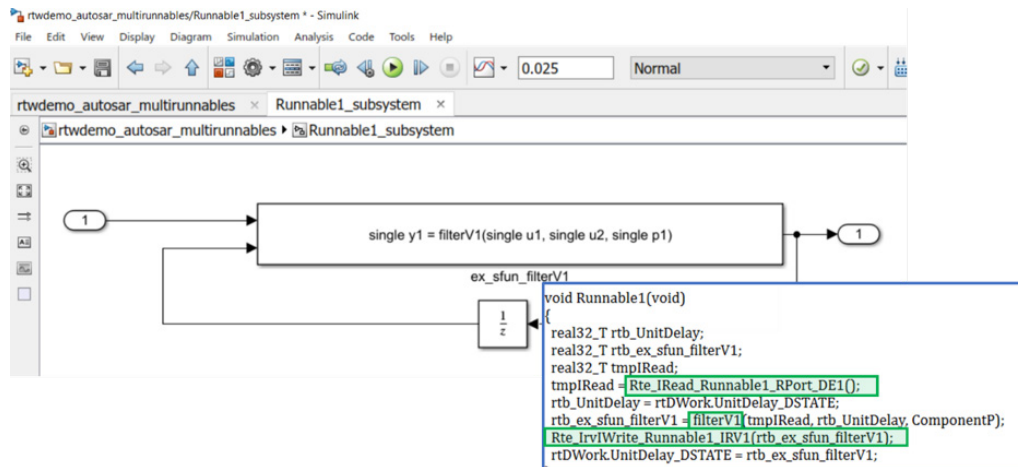 rtwdemo_autosar_multirunnables/Runnable1_subsystem * - Simulink
File Edit View Display Diagram Simulation Analysis Code Tools Help
0.025 Normal
rtwdemo_autosar_multirunnables × Runnable1_subsystem ×
rtwdemo_autosar_multirunnables Runnable1_subsystem
1
single y1 = filterV1(single u1, single u2, single p1)
1
ex_sfun_filterV1
1
z
void Runnable1(void)
{
real32_T rtb_UnitDelay;
real32_T rtb_ex_sfun_filterV1;
real32_T tmpIRead;
tmpIRead = Rte_IRead_Runnable1_RPort_DE1();
rtb_UnitDelay = rtDWork.UnitDelay_DSTATE;
rtb_ex_sfun_filterV1 = filterV1(tmpIRead, rtb_UnitDelay, ComponentP);
Rte_IrvIWrite_Runnable1_IRV1(rtb_ex_sfun_filterV1);
rtDWork.UnitDelay_DSTATE = rtb_ex_sfun_filterV1;